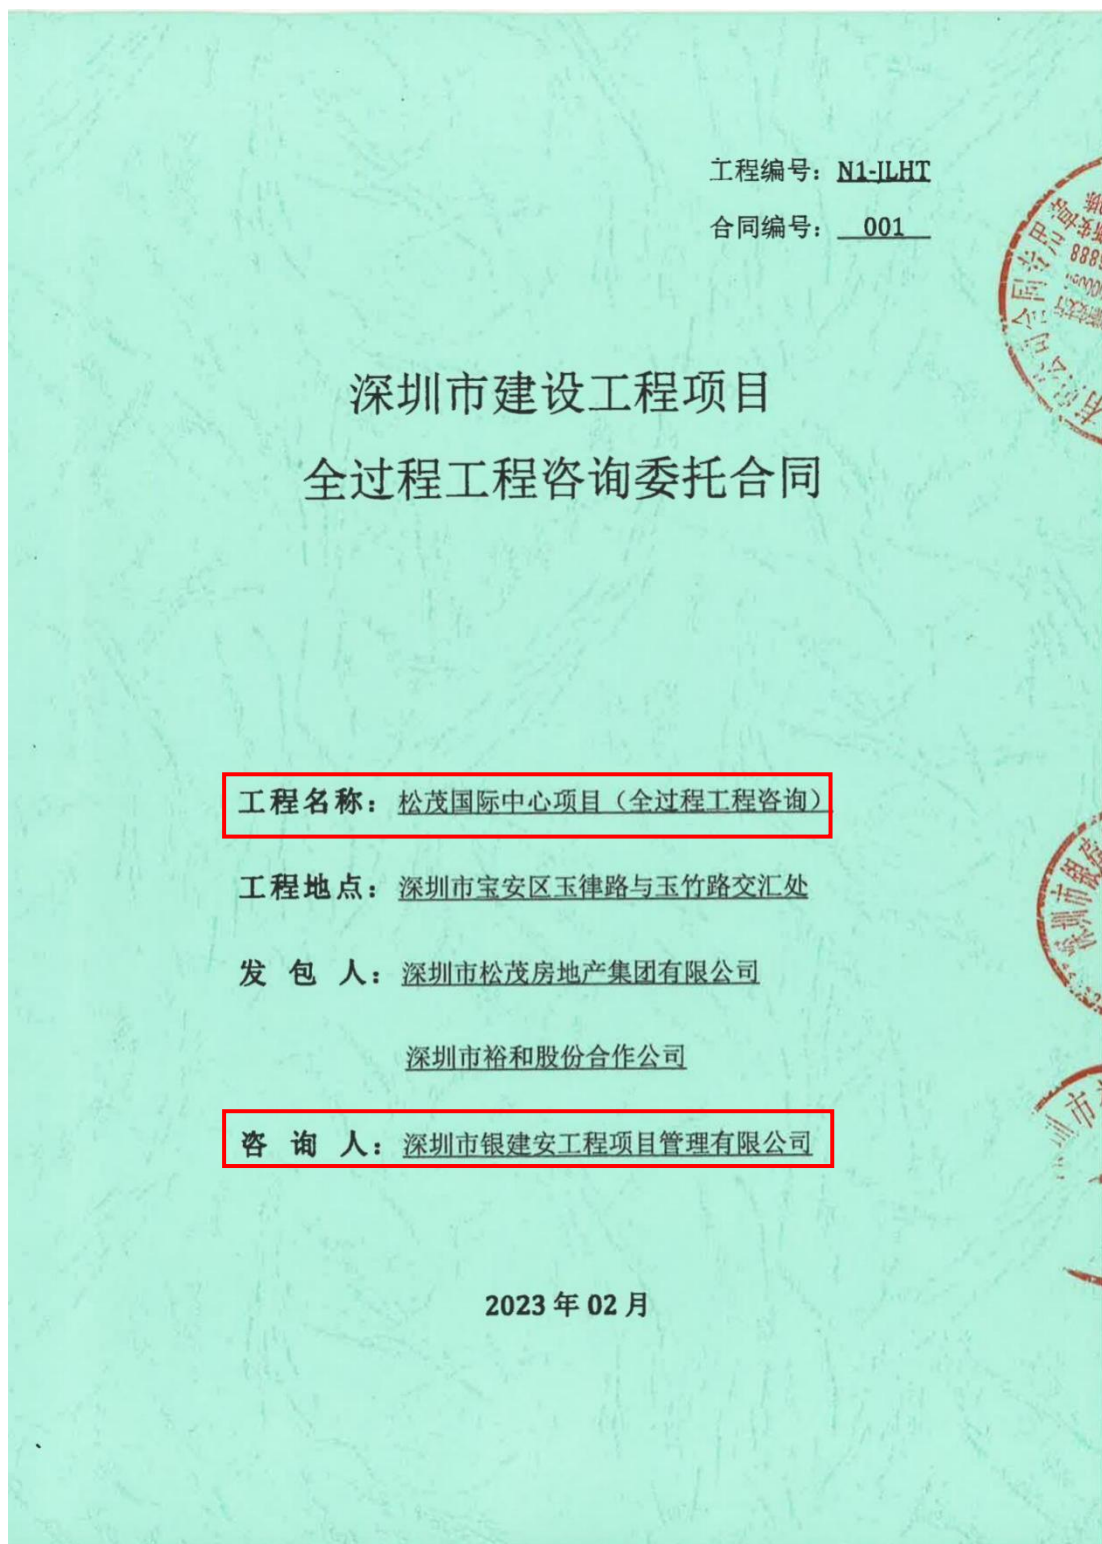 工程编号：N1-JLHT
合同编号：001
深圳市建设工程项目
全过程工程咨询委托合同
工程名称：松茂国际中心项目（全过程工程咨询）
工程地点：深圳市宝安区玉律路与玉竹路交汇处
发包人：深圳市松茂房地产集团有限公司
深圳市裕和股份合作公司
咨询人：深圳市银建安工程项目管理有限公司
2023年02月